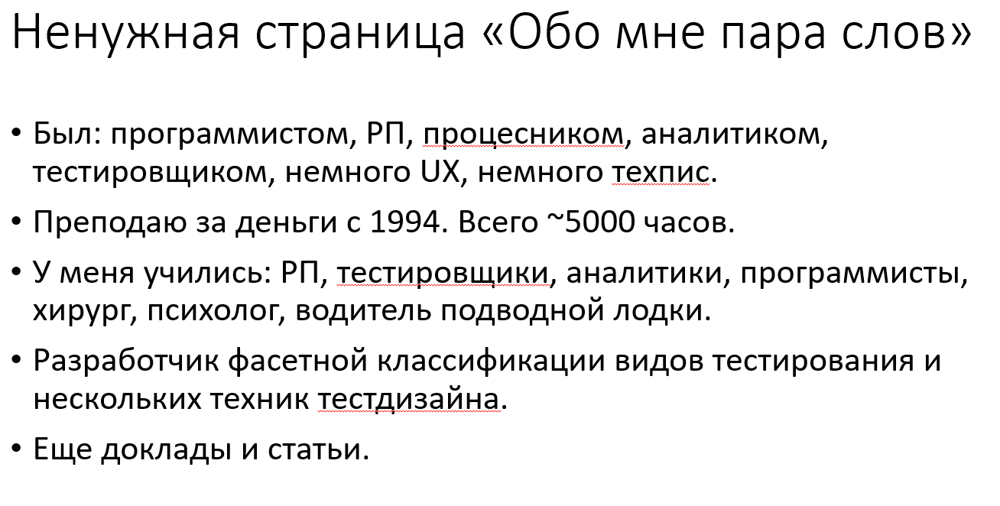 Ненужная страница «Обо мне пара слов»
• Был: программистом, РП, процесником, аналитиком,
тестировщиком, немного UX, немного техпис.
• Преподаю за деньги с 1994. Всего ~5000 часов.
• У меня учились: РП, тестировщики, аналитики, программисты,
хирург, психолог, водитель подводной лодки.
• Разработчик фасетной классификации видов тестирования и
нескольких техник тестдизайна.
• Еще доклады и статьи.